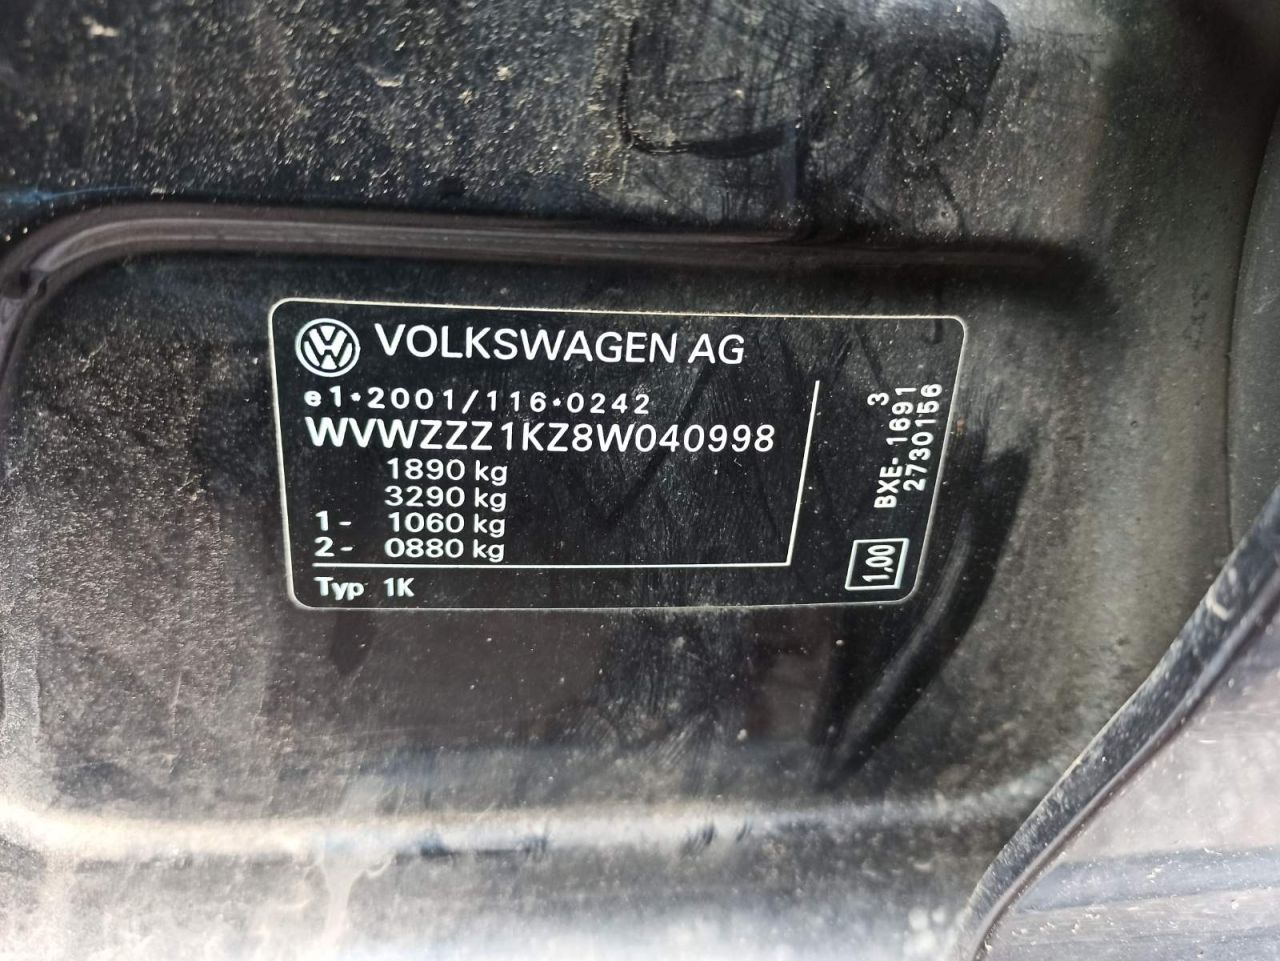 VOLKSWAGEN AG
e1*2001/116*0242
WVWZZZ1KZ8W040998
1890 kg
3290 kg
1- 1060 kg
2- 0880 kg
Typ 1K
3
BXE-1691
2730156
1,00